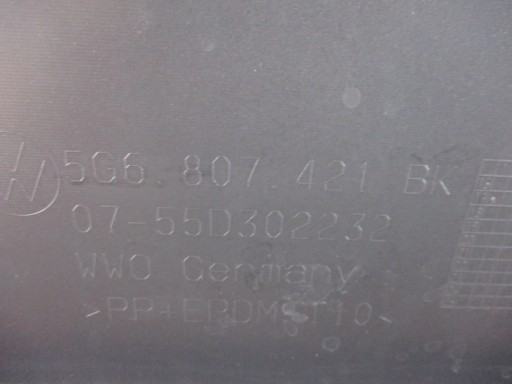 5G6.807.421 BK
07-55D302232
WWO Germany
>PP+EPDM-T10<